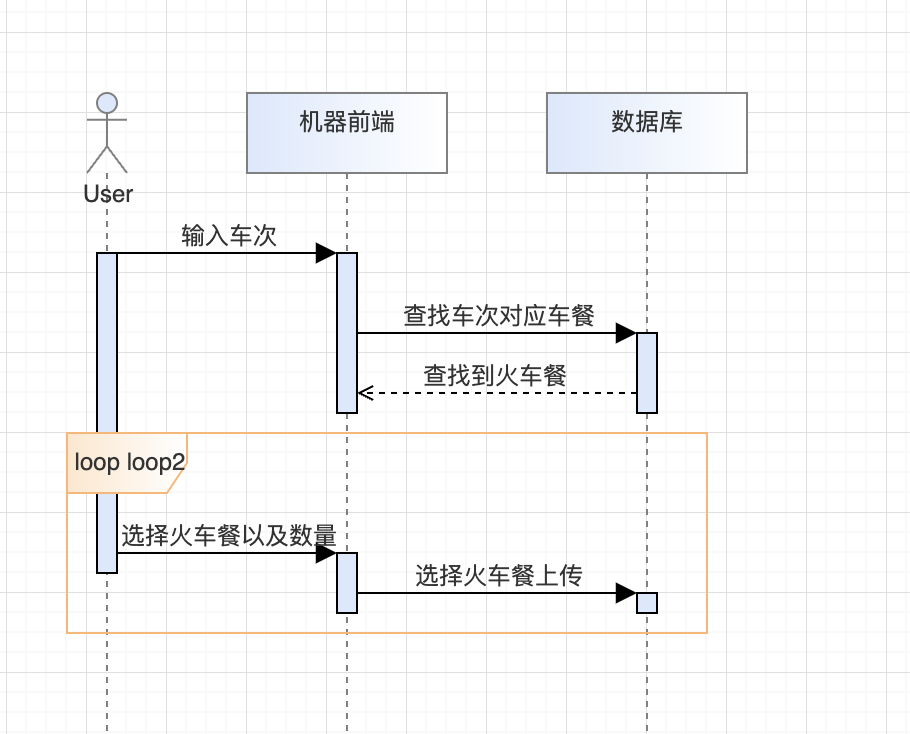 机器前端
数据库
User
输入车次
查找车次对应车餐
查找到火车餐
loop loop2
选择火车餐以及数量
选择火车餐上传